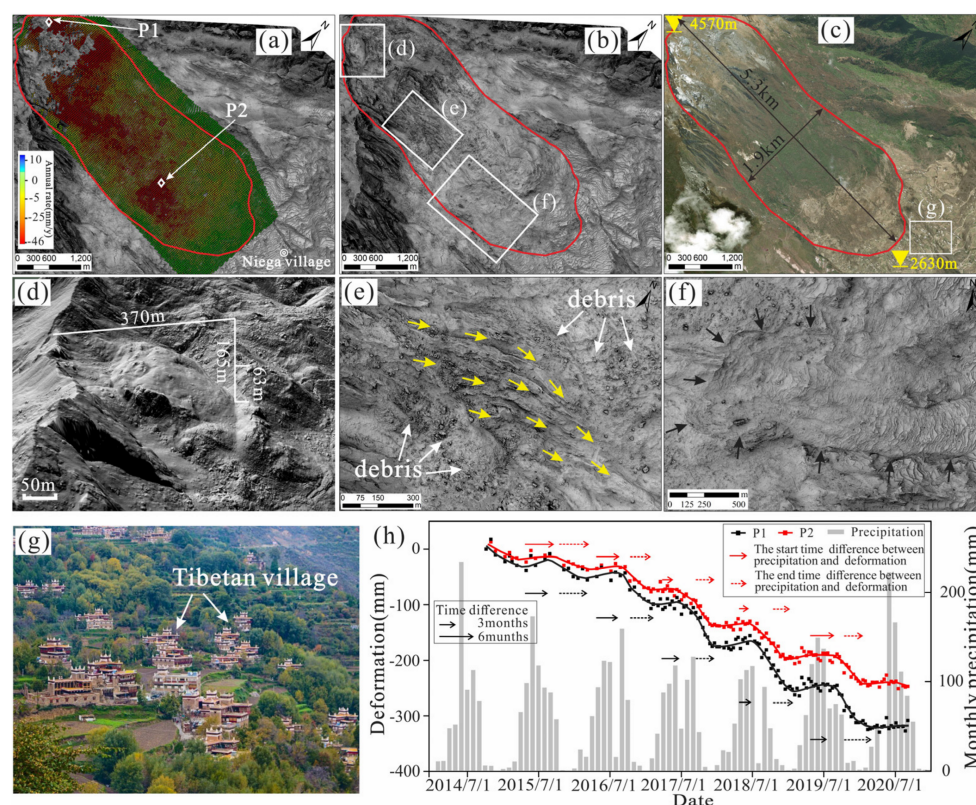 (a)
P1
P2
N
Annual rate(mm/y)
10
0
-5
-15
-46
0 300 600 1,200
m
Niega village
(b)
(d)
(e)
(f)
N
0 300 600 1,200
m
(c)
4570m
5.3km
1.9km
(g)
2630m
N
0 300 600 1,200
m
(d)
370m
165m
63m
50m
(e)
debris
debris
0 75 150 300
m
(f)
0 125 250 500
m
(g)
Tibetan village
(h)
P1 P2 Precipitation
The start time difference between
precipitation and deformation
The end time difference between
precipitation and deformation
Time difference
3months
6months
Deformation(mm)
0
-100
-200
-300
-400
Monthly precipitation(mm)
200
100
0
2014/7/1 2015/7/1 2016/7/1 2017/7/1 2018/7/1 2019/7/1 2020/7/1
Date